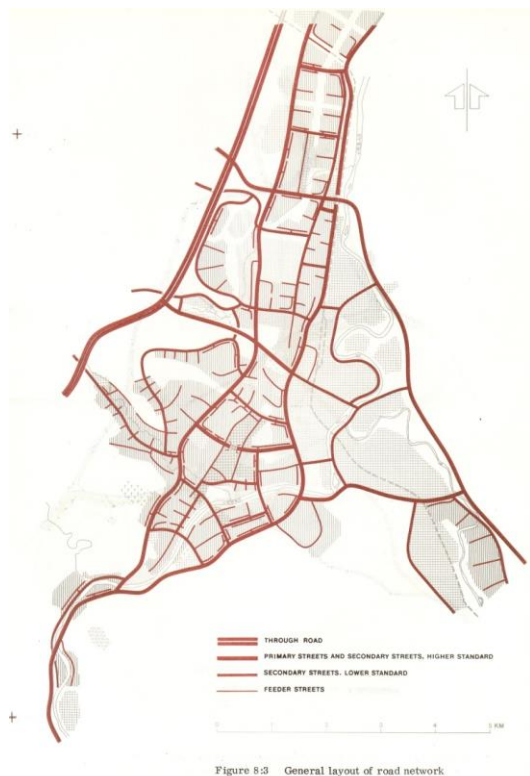 THROUGH ROAD
PRIMARY STREETS AND SECONDARY STREETS, HIGHER STANDARD
SECONDARY STREETS, LOWER STANDARD
FEEDER STREETS
0 1 2 3 4 5 KM
Figure 8:3 General layout of road network